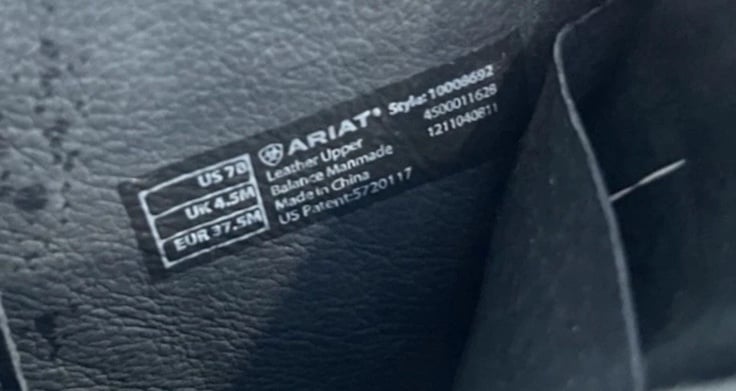 US 7B
UK 4.5M
EUR 37.5M
ARIAT®
Leather Upper
Balance Manmade
Made in China
US Patent:5720117
Style: 10008692
4500011628
1211040811